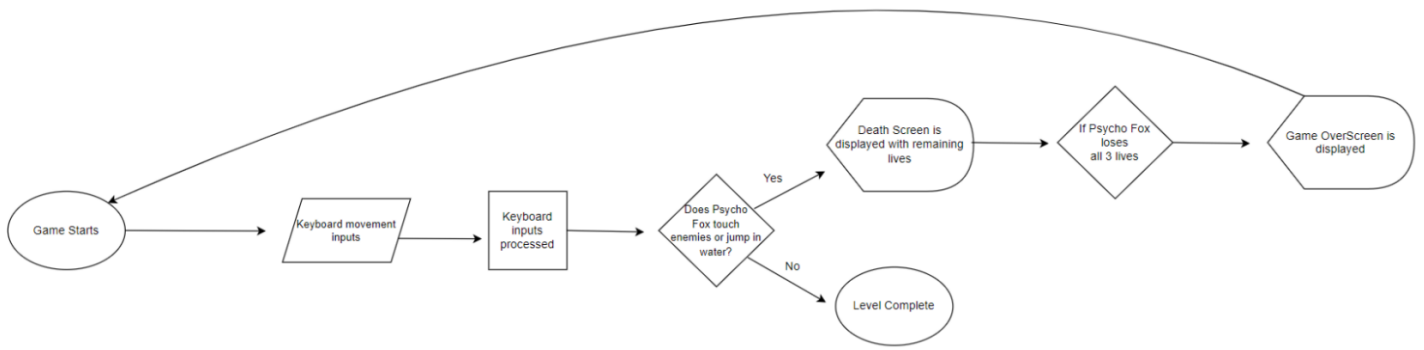 Game Starts
Keyboard movement
inputs
Keyboard
inputs
processed
Does Psycho
Fox touch
enemies or jump in
water?
Yes
No
Death Screen is
displayed with remaining
lives
Level Complete
If Psycho Fox
loses
all 3 lives
Game OverScreen is
displayed